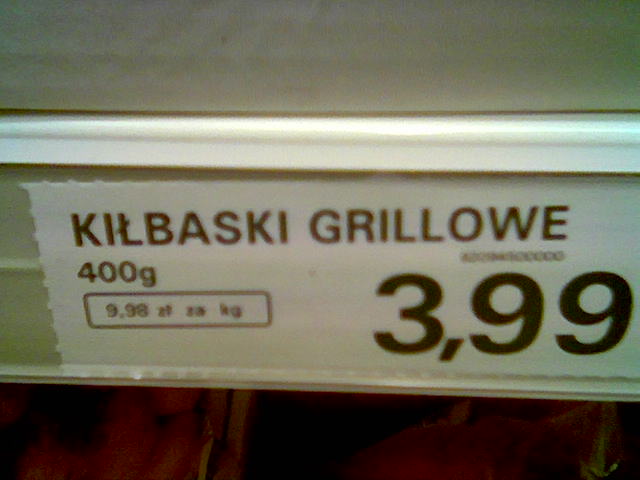 KIŁBASKI GRILLOWE
400g
9,98 zł za kg
3,99